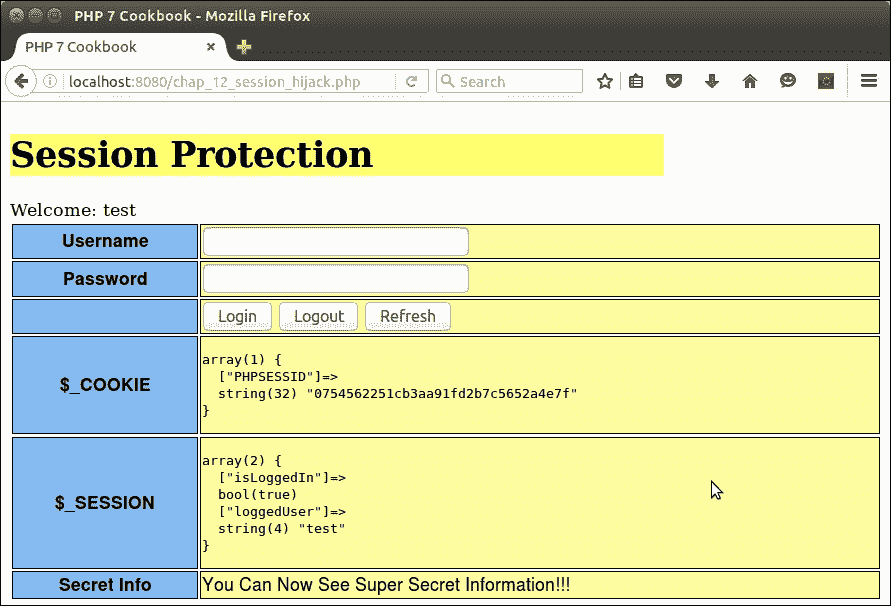 PHP 7 Cookbook - Mozilla Firefox
PHP 7 Cookbook ×
localhost:8080/chap_12_session_hijack.php Search
Session Protection
Welcome: test
Username
Password
Login Logout Refresh
$_COOKIE
array(1) {
["PHPSESSID"]=>
string(32) "0754562251cb3aa91fd2b7c5652a4e7f"
}
$_SESSION
array(2) {
["isLoggedIn"]=>
bool(true)
["loggedUser"]=>
string(4) "test"
}
Secret Info You Can Now See Super Secret Information!!!